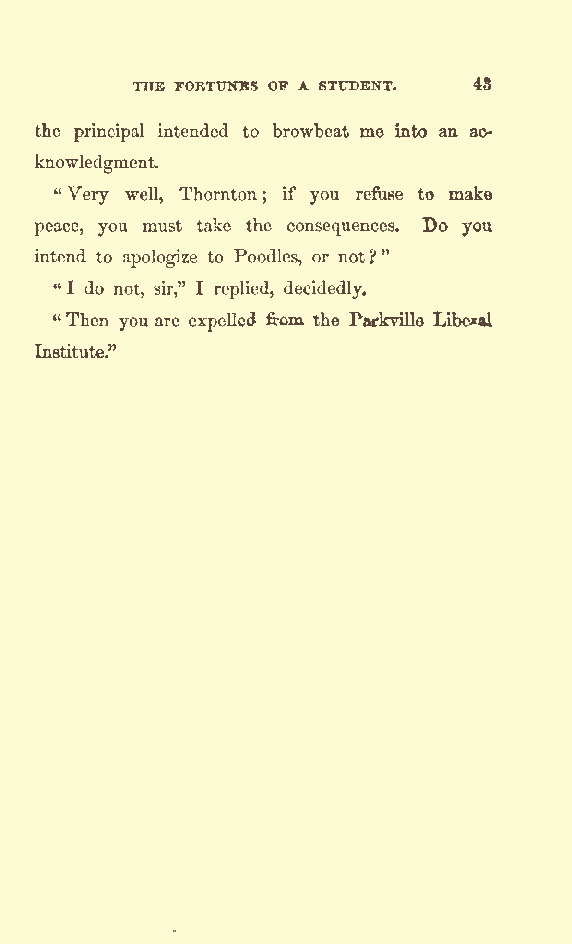 THE FORTUNES OF A STUDENT. 43
the principal intended to browbeat me into an ac-
knowledgment.
“Very well, Thornton; if you refuse to make
peace, you must take the consequences. Do you
intend to apologize to Poodles, or not?”
“I do not, sir,” I replied, decidedly.
“Then you are expelled from the Parkville Liberal
Institute.”